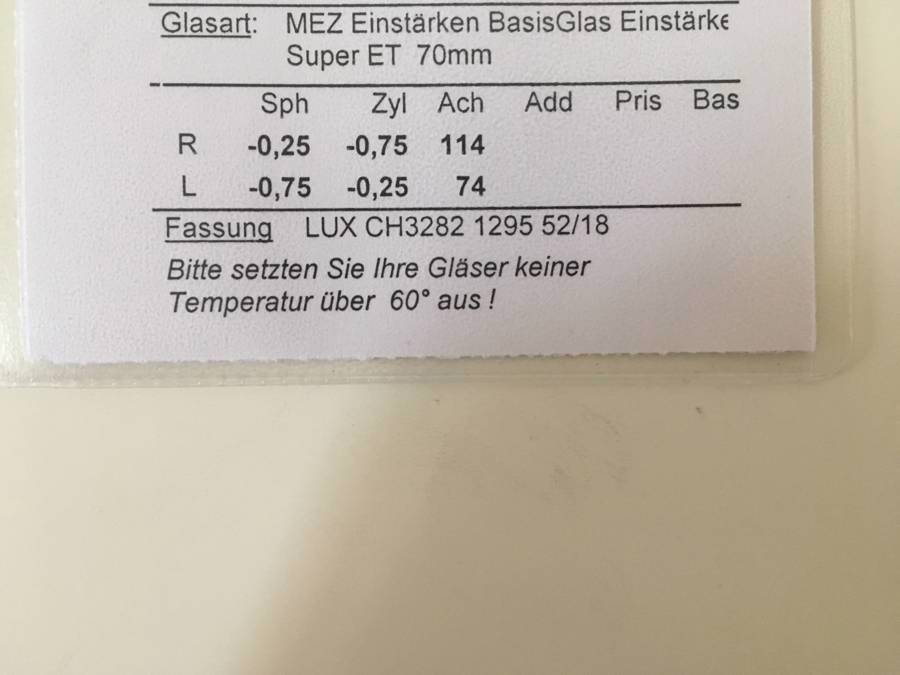 Glasart: MEZ Einstärken BasisGlas Einstärke
Super ET 70mm
Sph Zyl Ach Add Pris Bas
R -0,25 -0,75 114
L -0,75 -0,25 74
Fassung LUX CH3282 1295 52/18
Bitte setzten Sie Ihre Gläser keiner
Temperatur über 60° aus !